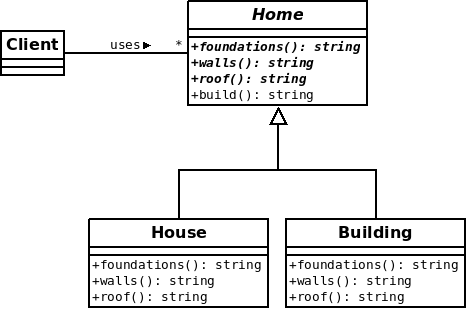 Home
Client
uses▶ *
+foundations(): string
+walls(): string
+roof(): string
+build(): string
House
+foundations(): string
+walls(): string
+roof(): string
Building
+foundations(): string
+walls(): string
+roof(): string